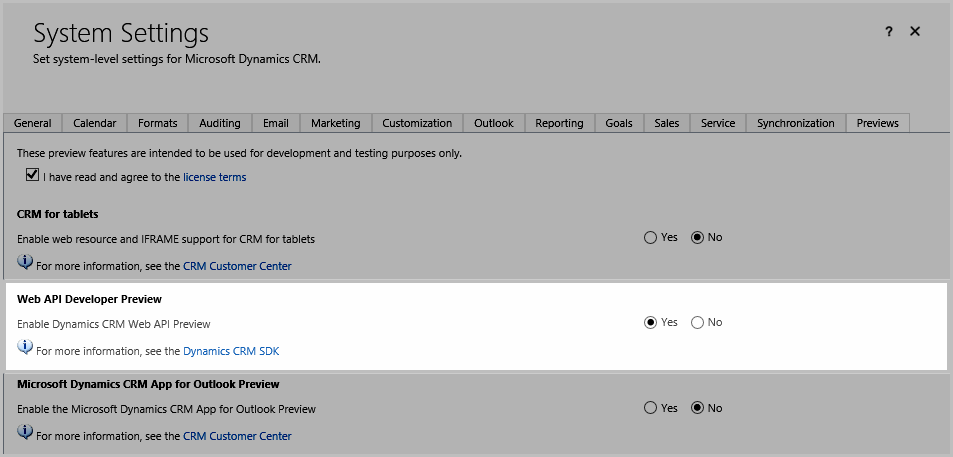 System Settings
? ✕
Set system-level settings for Microsoft Dynamics CRM.
General Calendar Formats Auditing Email Marketing Customization Outlook Reporting Goals Sales Service Synchronization Previews
These preview features are intended to be used for development and testing purposes only.
I have read and agree to the license terms
CRM for tablets
Enable web resource and IFRAME support for CRM for tablets Yes No
For more information, see the CRM Customer Center
Web API Developer Preview
Enable Dynamics CRM Web API Preview Yes No
For more information, see the Dynamics CRM SDK
Microsoft Dynamics CRM App for Outlook Preview
Enable the Microsoft Dynamics CRM App for Outlook Preview Yes No
For more information, see the CRM Customer Center